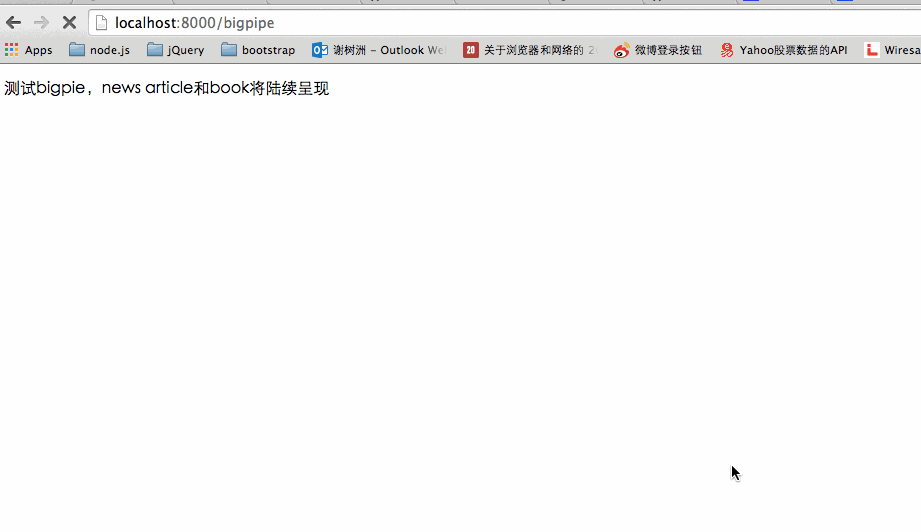 localhost:8000/bigpipe
Apps node.js jQuery bootstrap 谢树洲 – Outlook We 关于浏览器和网络的 20 微博登录按钮 Yahoo股票数据的API Wiresa
测试bigpie，news article和book将陆续呈现